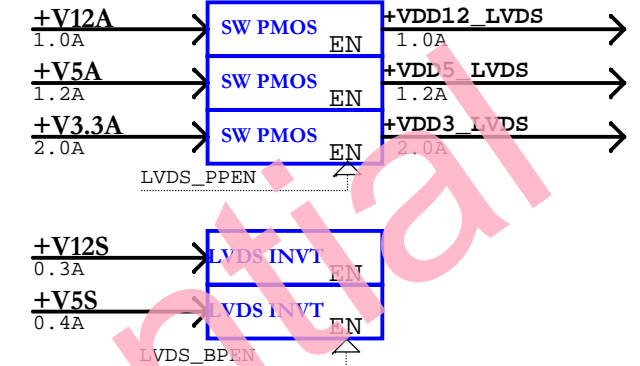 +V12A SW PMOS +VDD12_LVDS
1.0A EN 1.0A
+V5A SW PMOS +VDD5_LVDS
1.2A EN 1.2A
+V3.3A SW PMOS +VDD3_LVDS
2.0A EN 2.0A
LVDS_PPEN
+V12S LVDS INVT
0.3A EN
+V5S LVDS INVT
0.4A EN
LVDS_BPEN
ntial